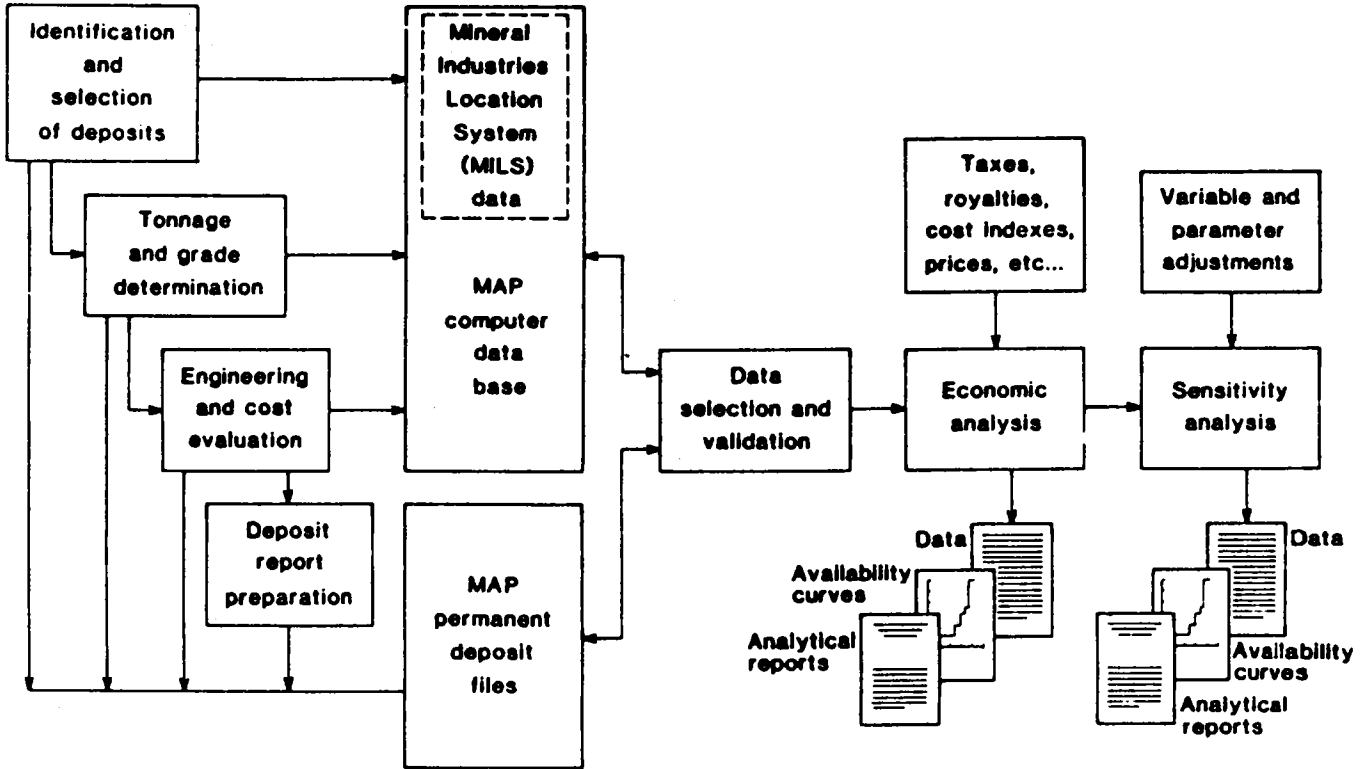 Identification
and
selection
of deposits
Mineral
Industries
Location
System
(MILS)
data
Tonnage
and grade
determination
MAP
computer
data
base
Engineering
and cost
evaluation
Deposit
report
preparation
MAP
permanent
deposit
files
Data
selection and
validation
Taxes,
royalties,
cost indexes,
prices, etc...
Economic
analysis
Variable and
parameter
adjustments
Sensitivity
analysis
Data
Availability
curves
Analytical
reports
Data
Availability
curves
Analytical
reports